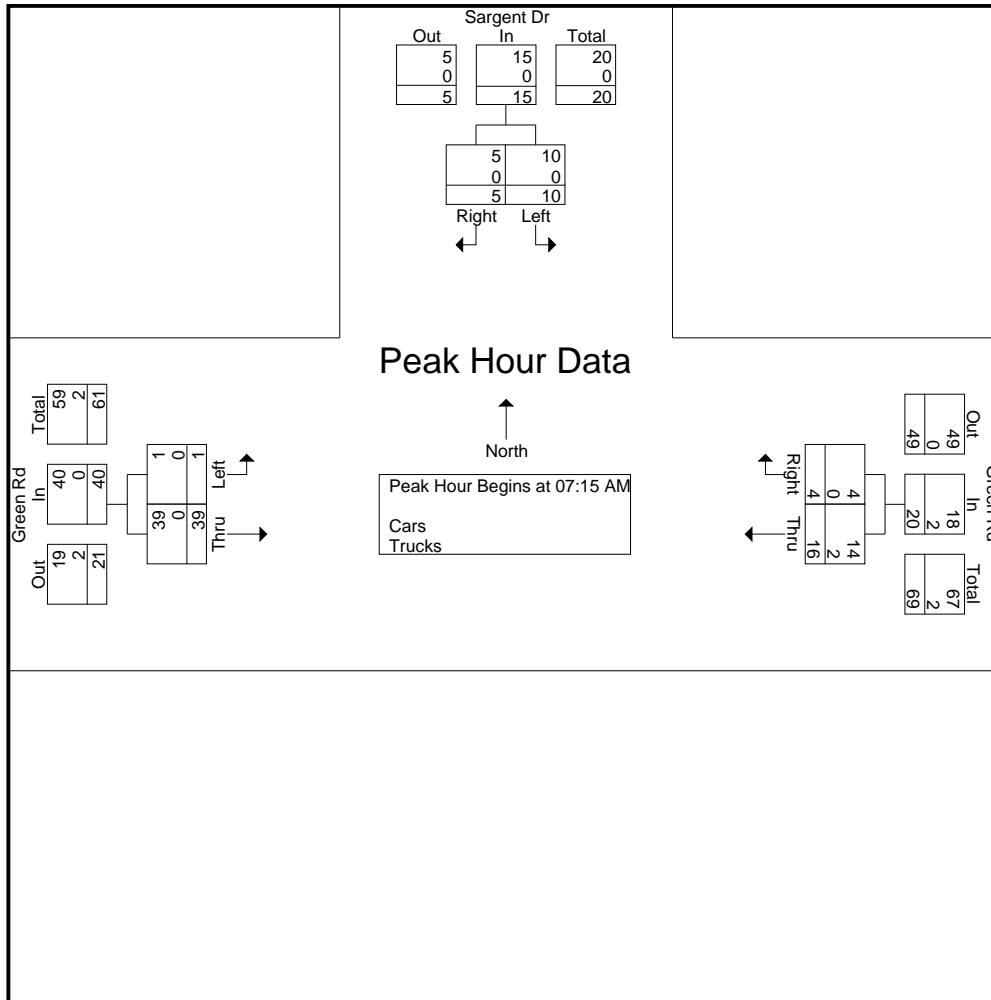 Sargent Dr
Out In Total
5 15 20
0 0 0
5 15 20
5 10
0 0
5 10
Right Left
Peak Hour Data
North
Peak Hour Begins at 07:15 AM
Cars
Trucks
Green Rd
Out In Total
19 40 59
2 0 2
21 40 61
Thru Left
39 1
0 0
39 1
Green Rd
Out In Total
49 18 67
0 2 2
49 20 69
Right Thru
4 14
0 2
4 16